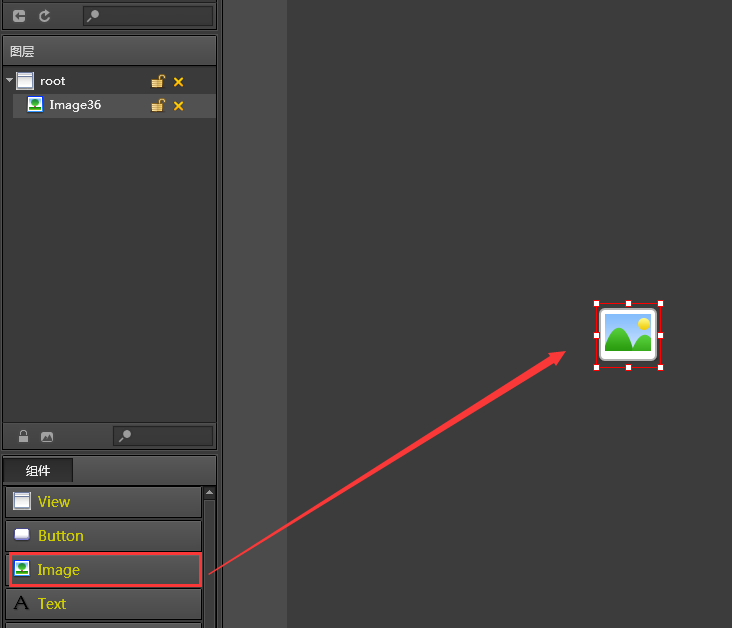 图层
root
Image36
组件
View
Button
Image
Text